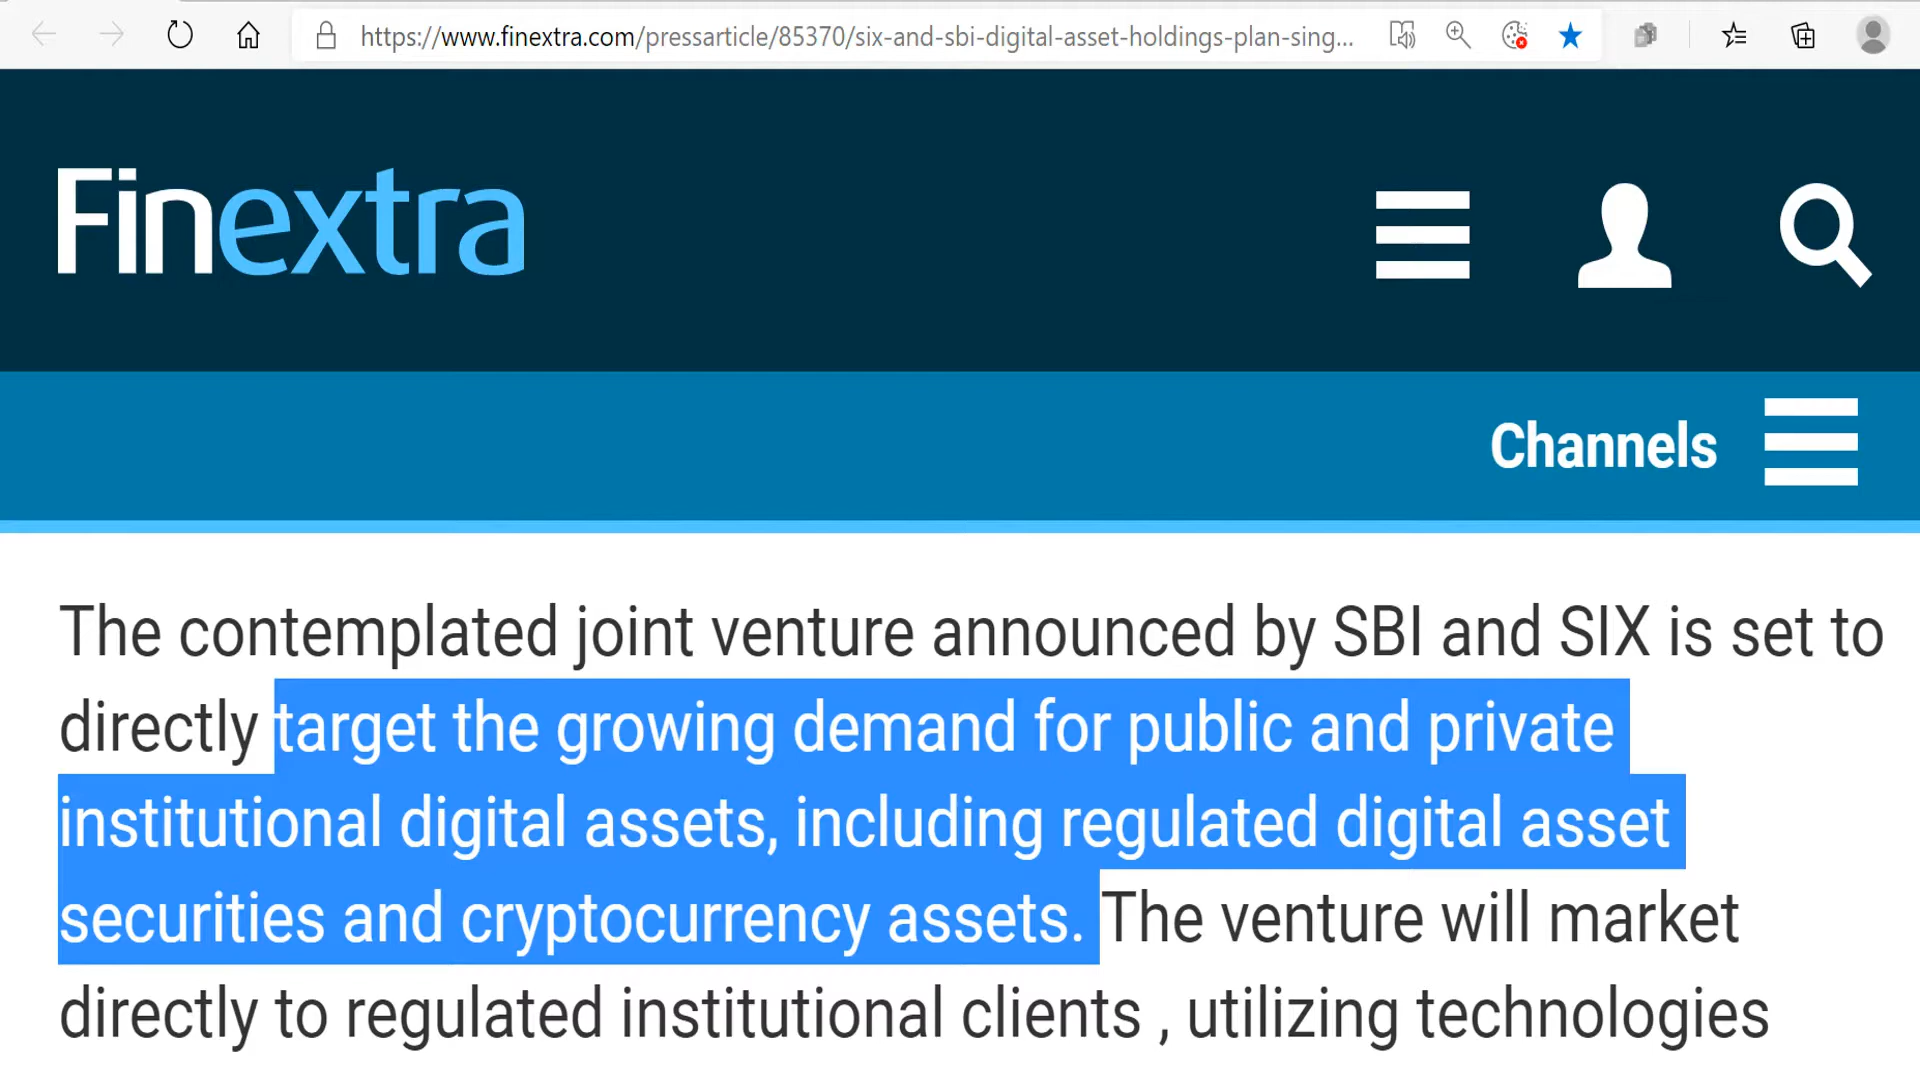 https://www.finextra.com/pressarticle/85370/six-and-sbi-digital-asset-holdings-plan-sing...
Finextra
Channels
The contemplated joint venture announced by SBI and SIX is set to
directly target the growing demand for public and private
institutional digital assets, including regulated digital asset
securities and cryptocurrency assets. The venture will market
directly to regulated institutional clients , utilizing technologies